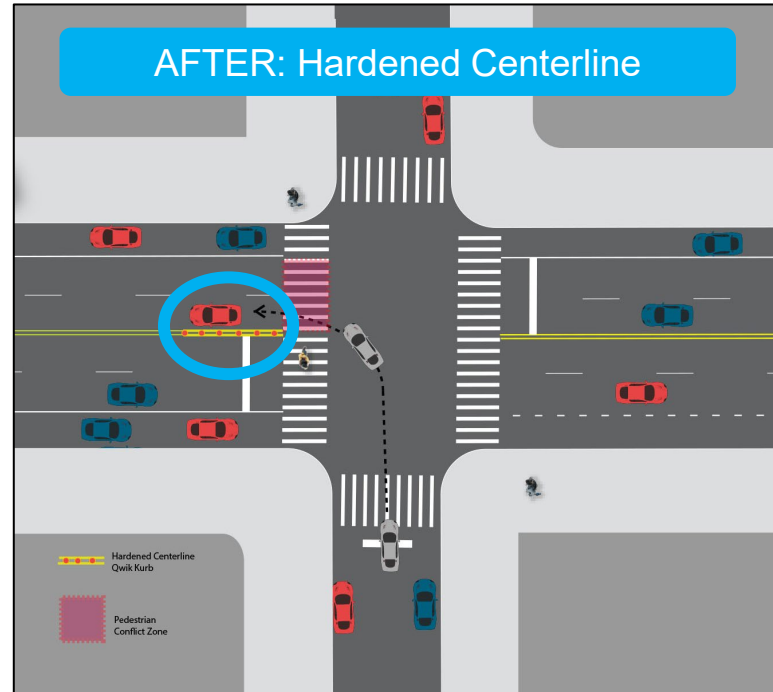 AFTER: Hardened Centerline
Hardened Centerline
Qwik Kurb
Pedestrian
Conflict Zone